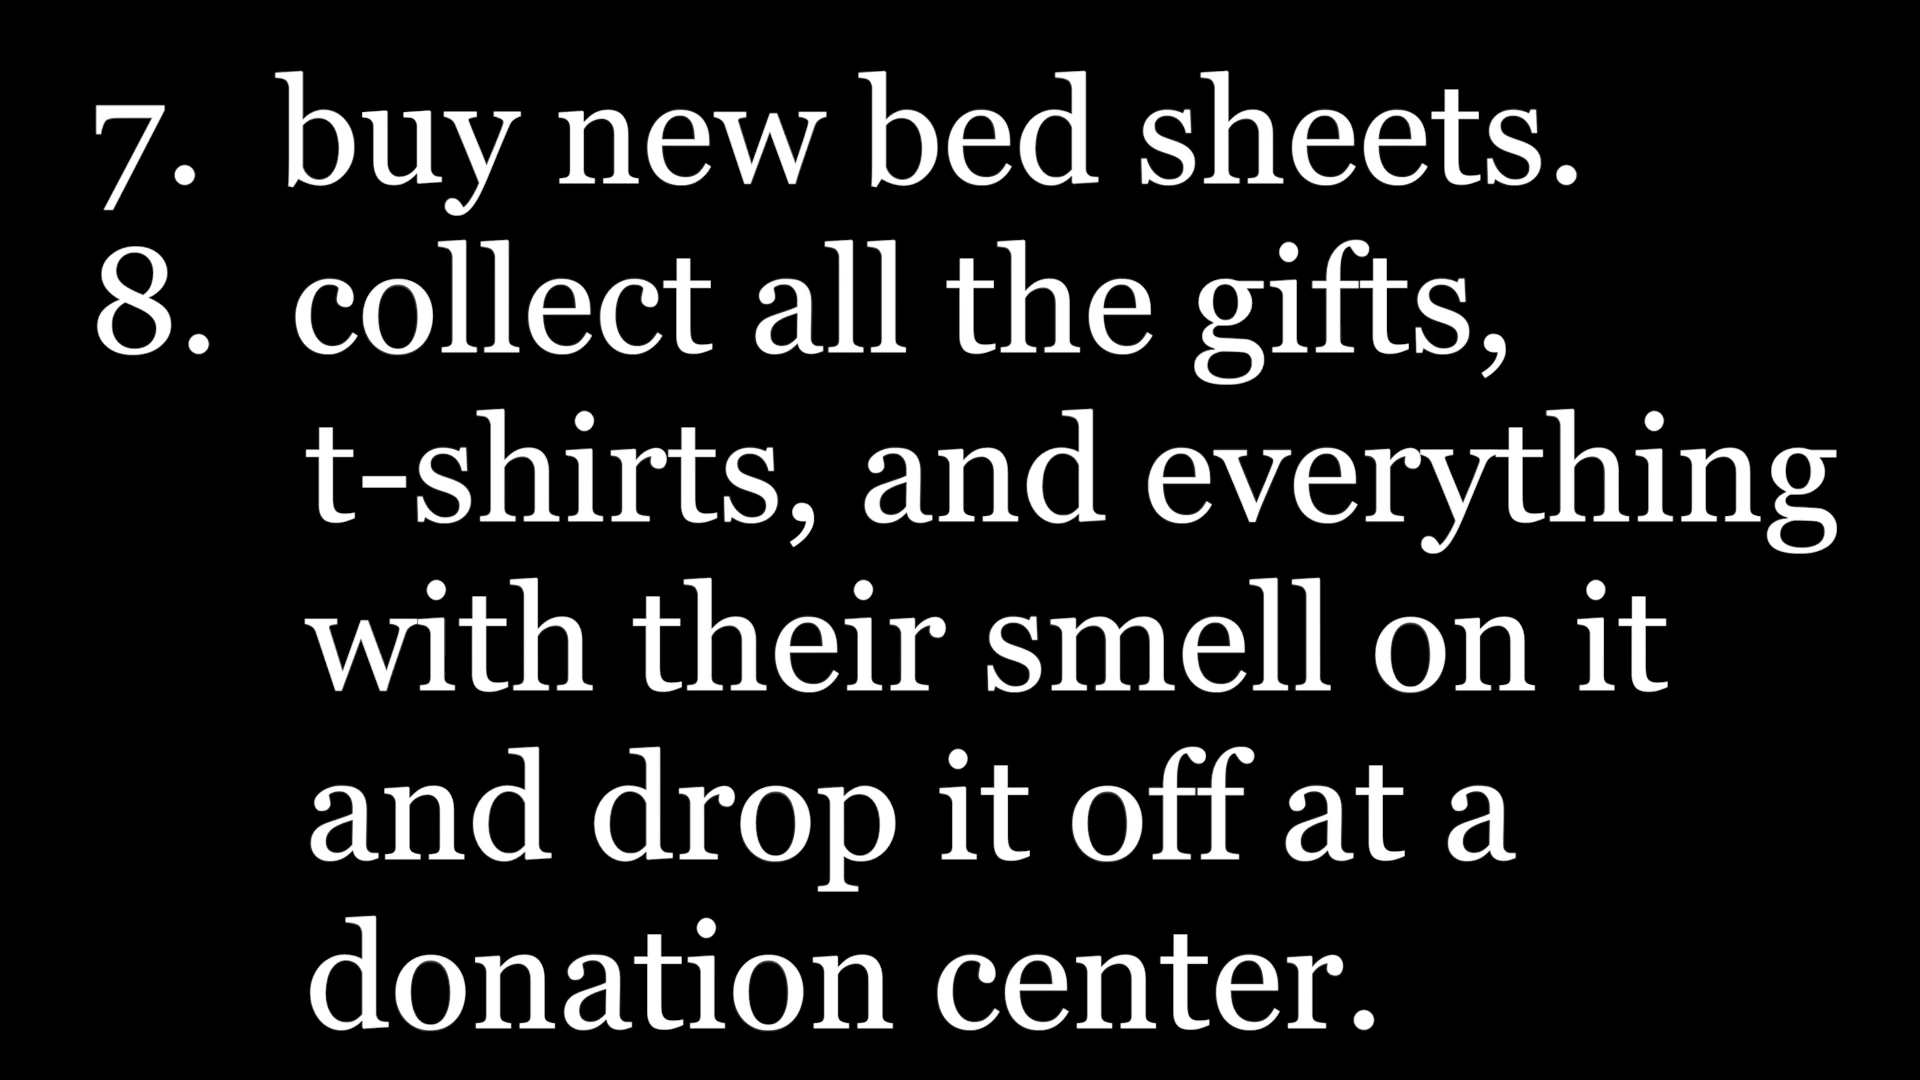 7. buy new bed sheets.
8. collect all the gifts,
t-shirts, and everything
with their smell on it
and drop it off at a
donation center.